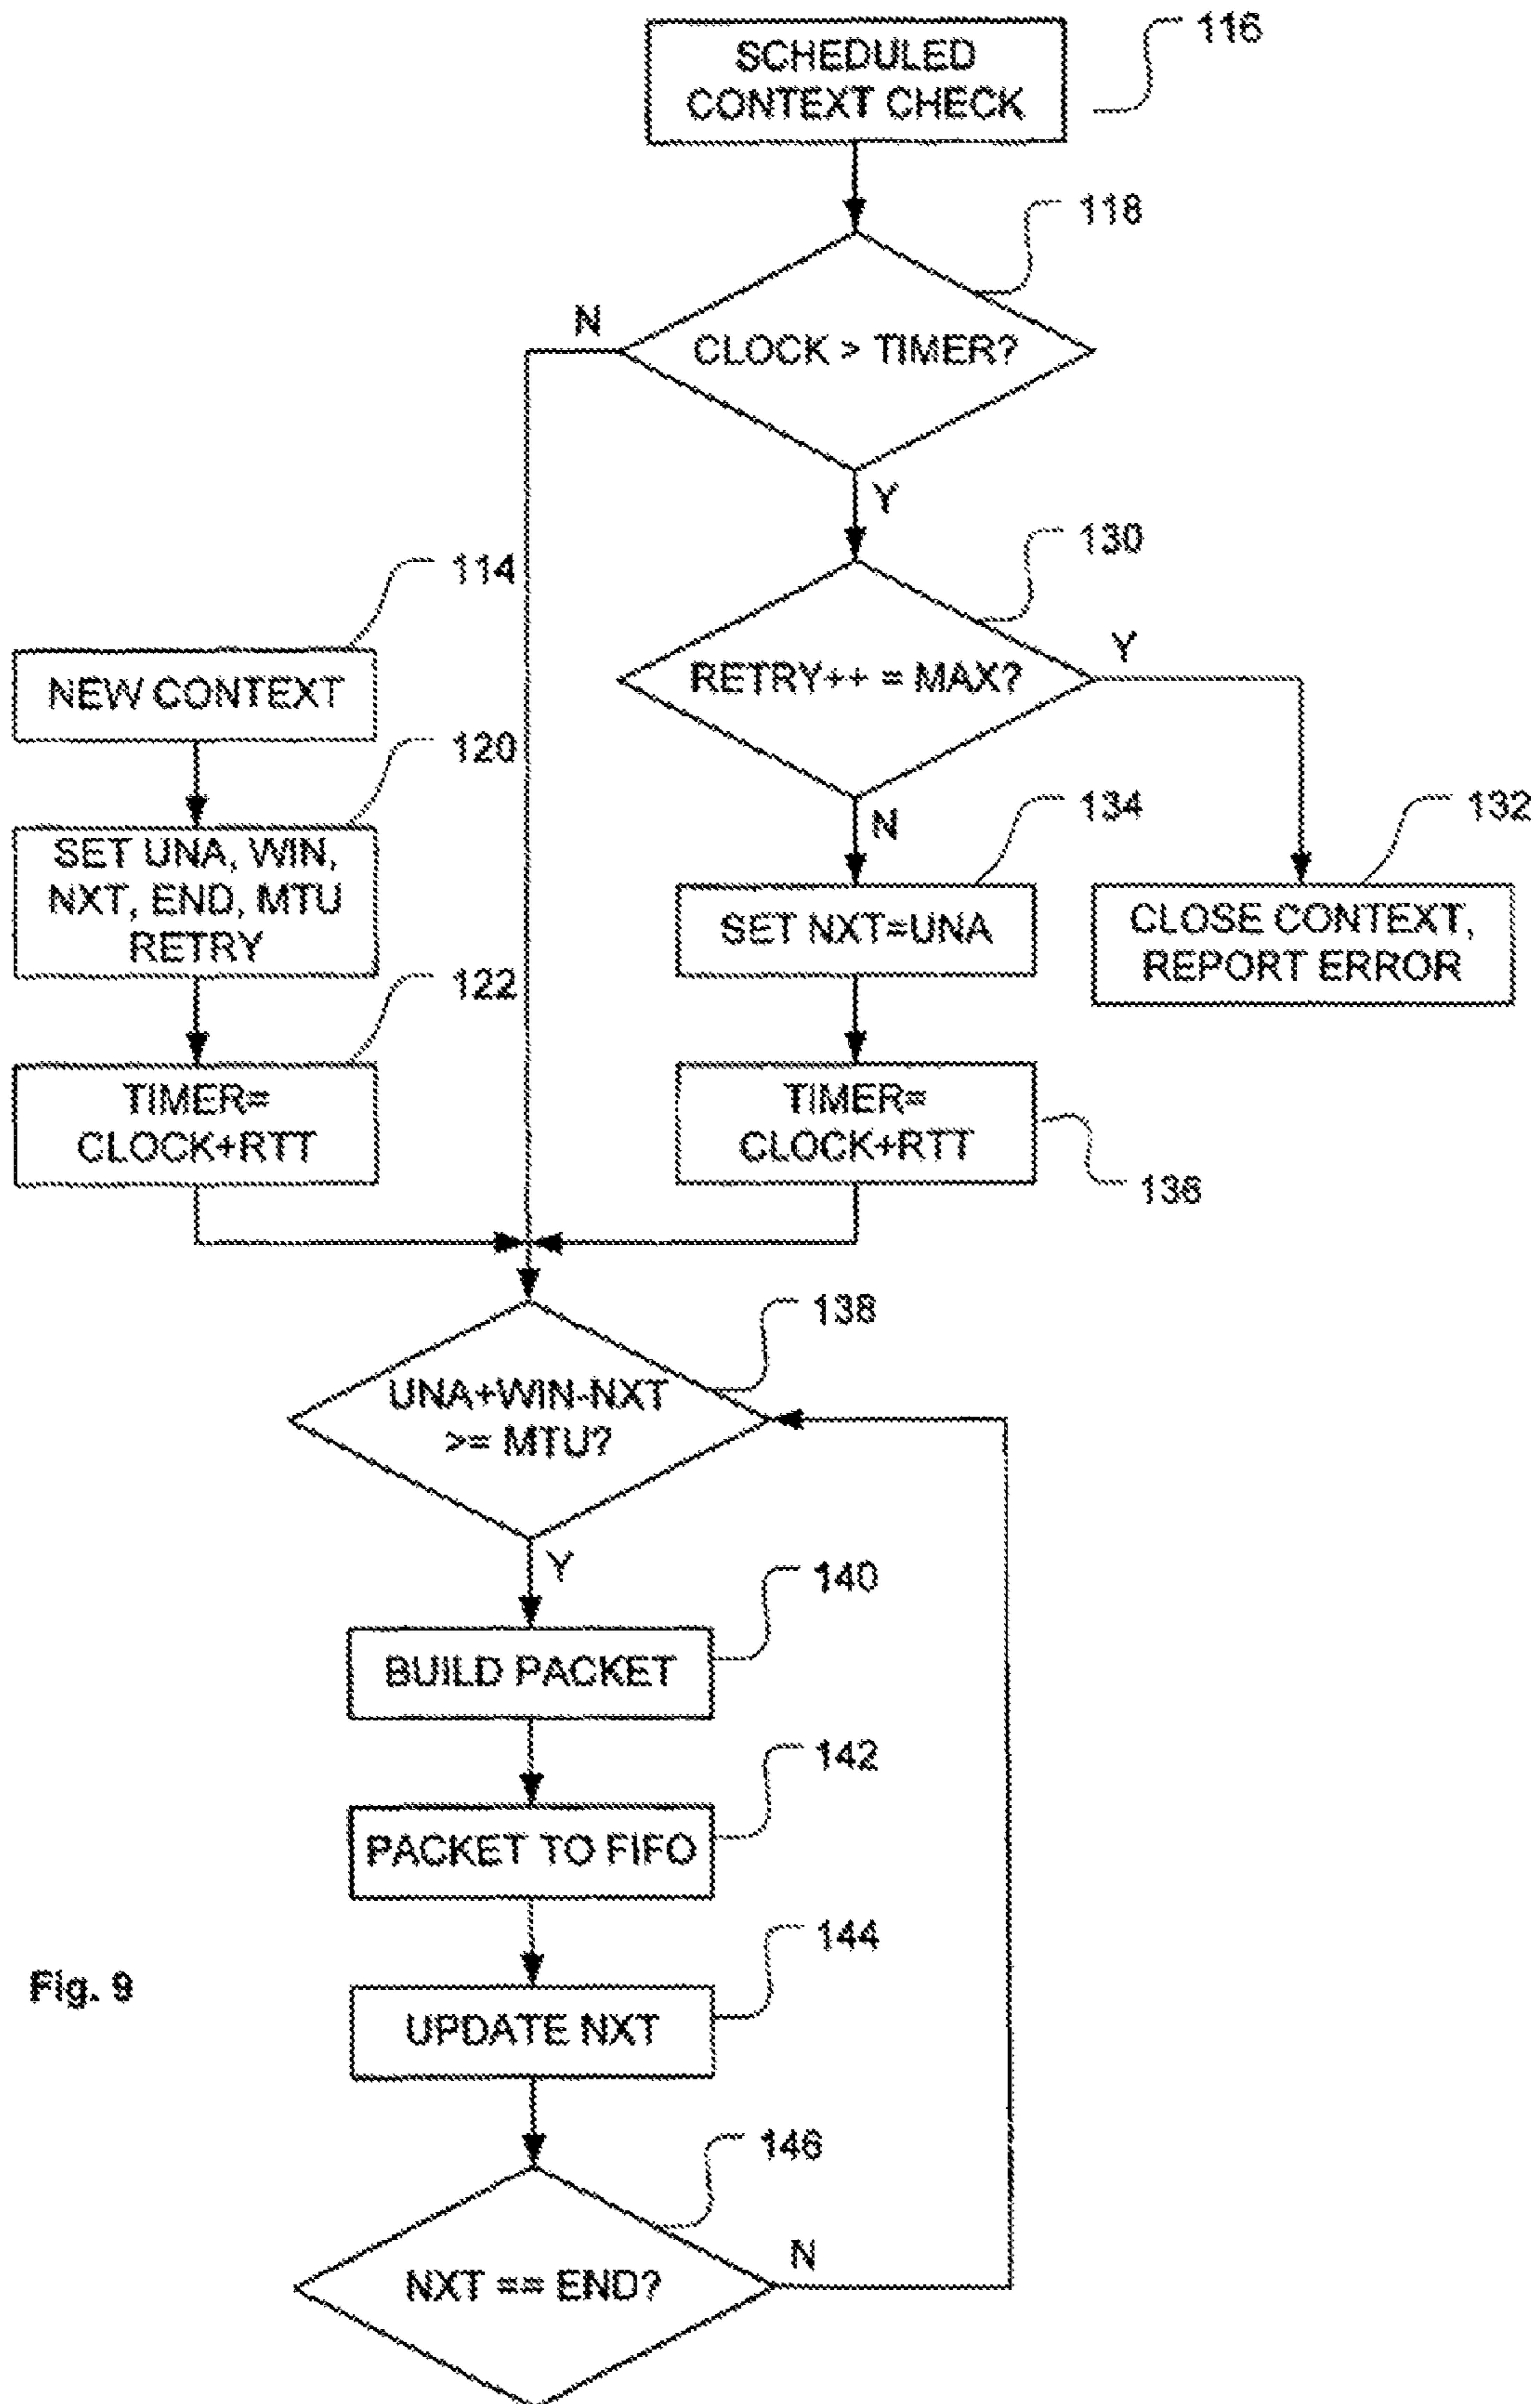 SCHEDULED
CONTEXT CHECK
116
118
N
CLOCK > TIMER?
Y
130
114
RETRY++ = MAX?
Y
NEW CONTEXT
120
N
134
132
SET UNA, WIN,
NXT, END, MTU
RETRY
SET NXT=UNA
CLOSE CONTEXT,
REPORT ERROR
122
TIMER=
CLOCK+RTT
TIMER=
CLOCK+RTT
136
138
UNA+WIN-NXT
>= MTU?
Y
140
BUILD PACKET
142
PACKET TO FIFO
144
Fig. 9
UPDATE NXT
146
N
NXT == END?